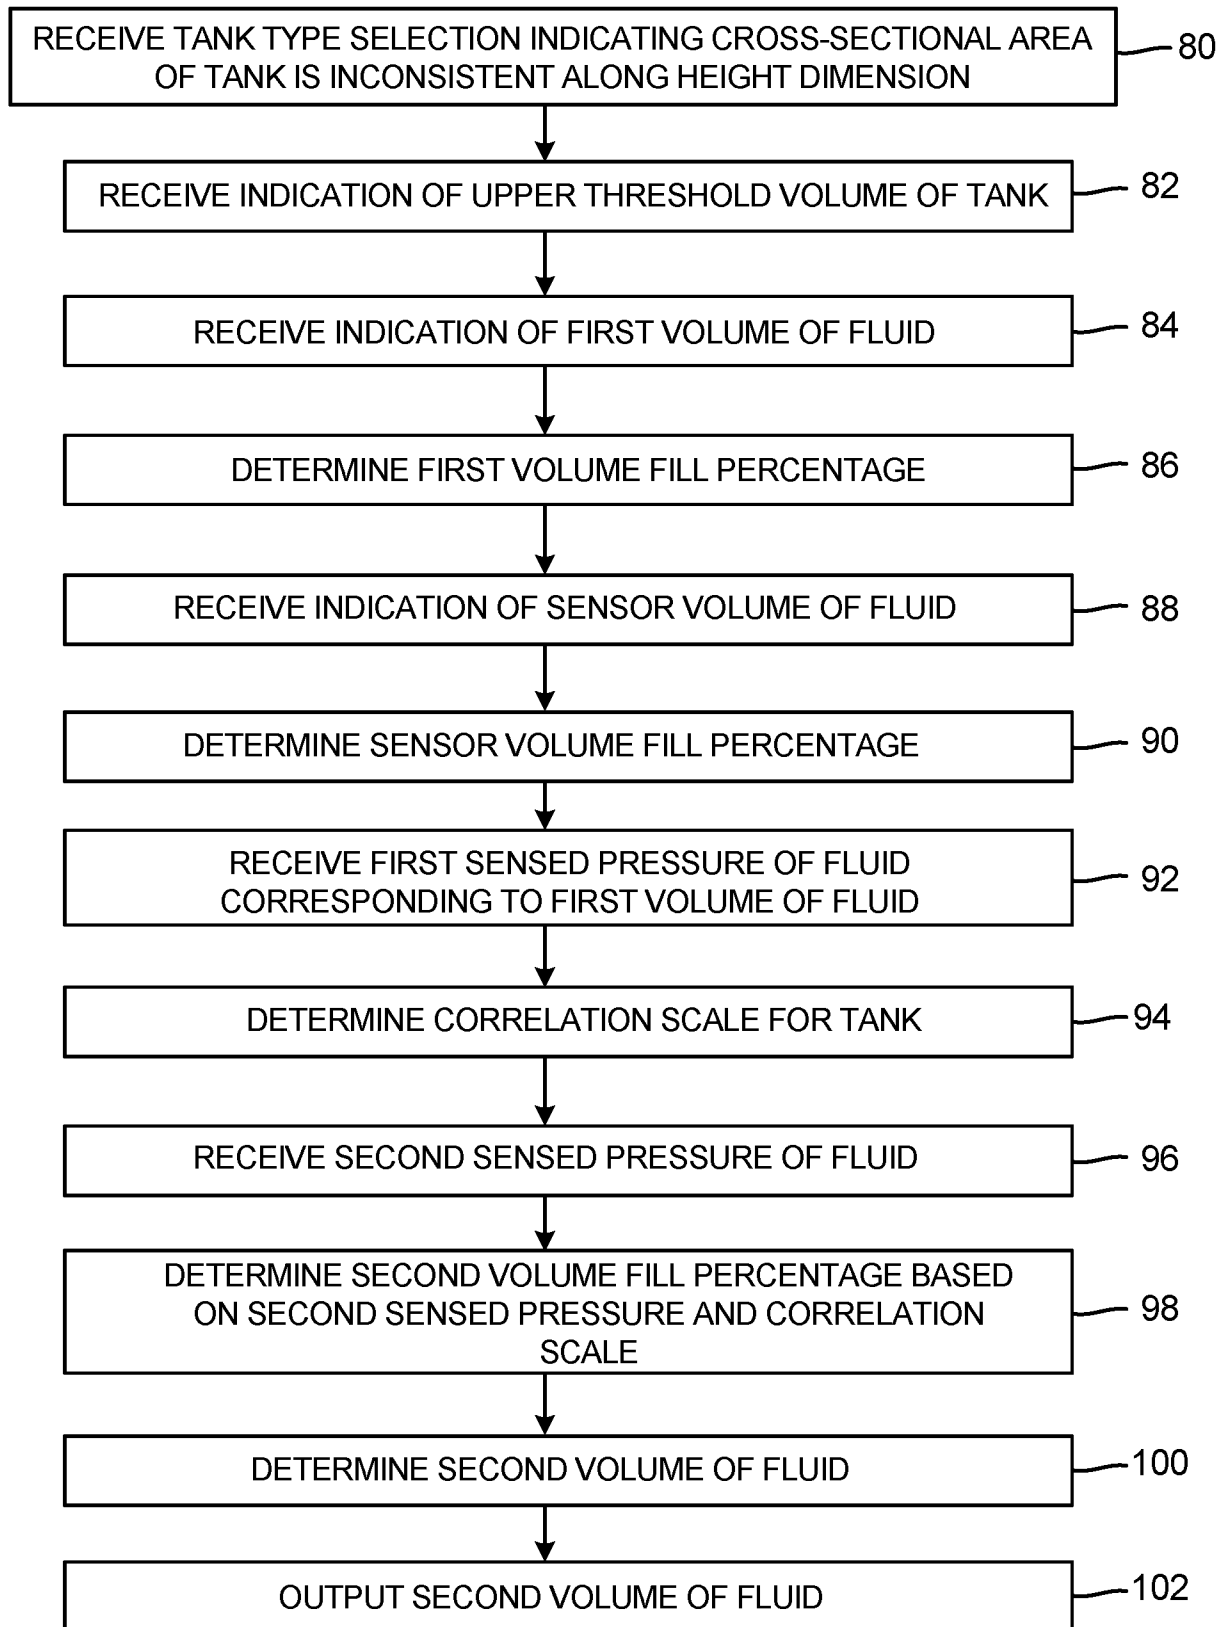 RECEIVE TANK TYPE SELECTION INDICATING CROSS-SECTIONAL AREA
OF TANK IS INCONSISTENT ALONG HEIGHT DIMENSION
80
RECEIVE INDICATION OF UPPER THRESHOLD VOLUME OF TANK
82
RECEIVE INDICATION OF FIRST VOLUME OF FLUID
84
DETERMINE FIRST VOLUME FILL PERCENTAGE
86
RECEIVE INDICATION OF SENSOR VOLUME OF FLUID
88
DETERMINE SENSOR VOLUME FILL PERCENTAGE
90
RECEIVE FIRST SENSED PRESSURE OF FLUID
CORRESPONDING TO FIRST VOLUME OF FLUID
92
DETERMINE CORRELATION SCALE FOR TANK
94
RECEIVE SECOND SENSED PRESSURE OF FLUID
96
DETERMINE SECOND VOLUME FILL PERCENTAGE BASED
ON SECOND SENSED PRESSURE AND CORRELATION
SCALE
98
DETERMINE SECOND VOLUME OF FLUID
100
OUTPUT SECOND VOLUME OF FLUID
102